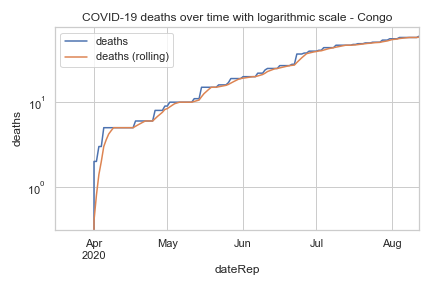 COVID-19 deaths over time with logarithmic scale - Congo
deaths
deaths (rolling)
deaths
10¹
10⁰
Apr
2020
May
Jun
Jul
Aug
dateRep